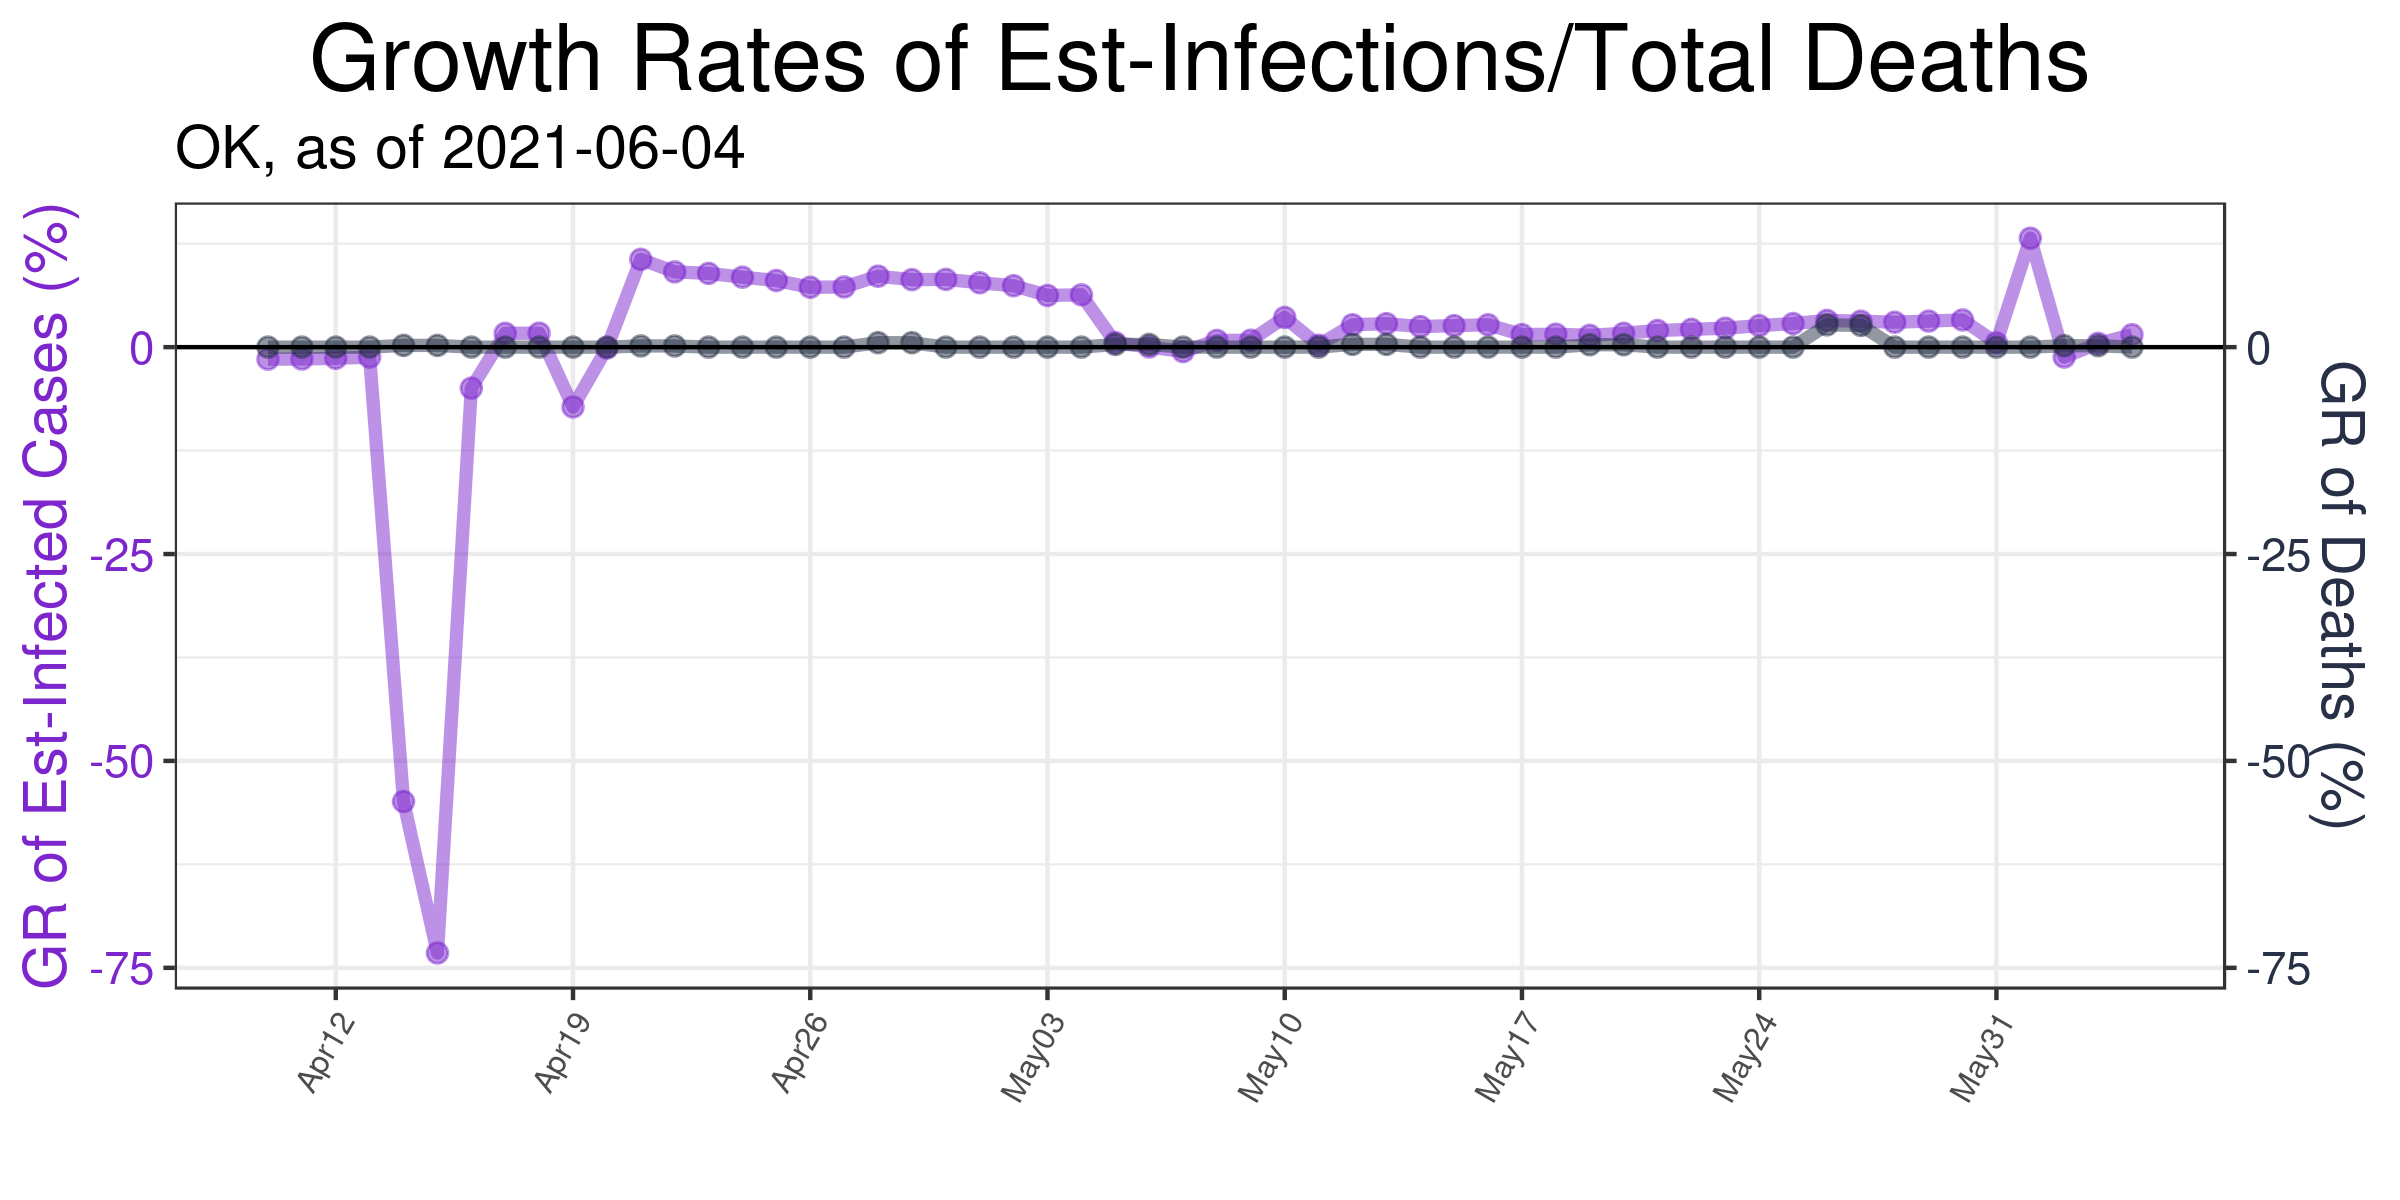 Growth Rates of Est-Infections/Total Deaths
OK, as of 2021-06-04
GR of Est-Infected Cases (%)
0
-25
-50
-75
0
-25
-50
-75
GR of Deaths (%)
Apr12
Apr19
Apr26
May03
May10
May17
May24
May31